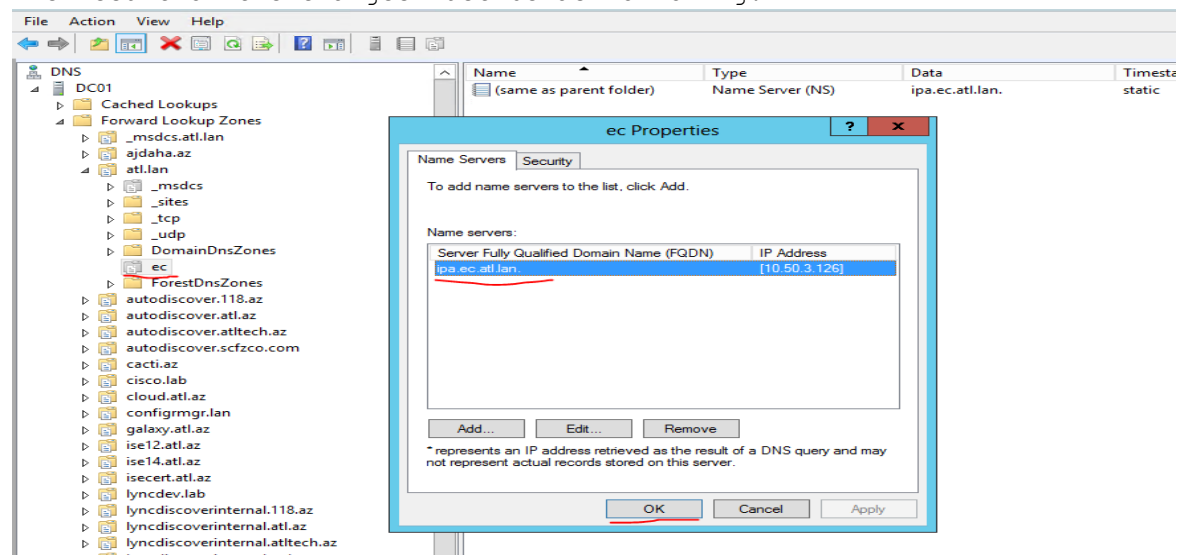 File Action View Help
DNS
DC01
Cached Lookups
Forward Lookup Zones
_msdcs.atl.lan
ajdaha.az
atl.lan
_msdcs
_sites
_tcp
_udp
DomainDnsZones
ec
ForestDnsZones
autodiscover.118.az
autodiscover.atl.az
autodiscover.atltech.az
autodiscover.scfzco.com
cacti.az
cisco.lab
cloud.atl.az
configrmgr.lan
galaxy.atl.az
ise12.atl.az
ise14.atl.az
isecert.atl.az
lyncdev.lab
lyncdiscoverinternal.118.az
lyncdiscoverinternal.atl.az
lyncdiscoverinternal.atltech.az
Name Type Data Timesta
(same as parent folder) Name Server (NS) ipa.ec.atl.lan. static
ec Properties ? x
Name Servers Security
To add name servers to the list, click Add.
Name servers:
Server Fully Qualified Domain Name (FQDN) IP Address
ipa.ec.atl.lan. [10.50.3.126]
Add... Edit... Remove
* represents an IP address retrieved as the result of a DNS query and may
not represent actual records stored on this server.
OK Cancel Apply